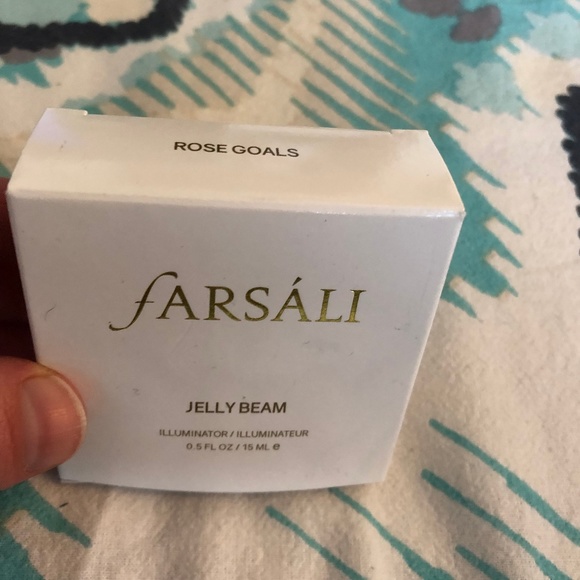 ROSE GOALS
fARSÁLI
JELLY BEAM
ILLUMINATOR / ILLUMINATEUR
0.5 FL OZ / 15 ML ℮